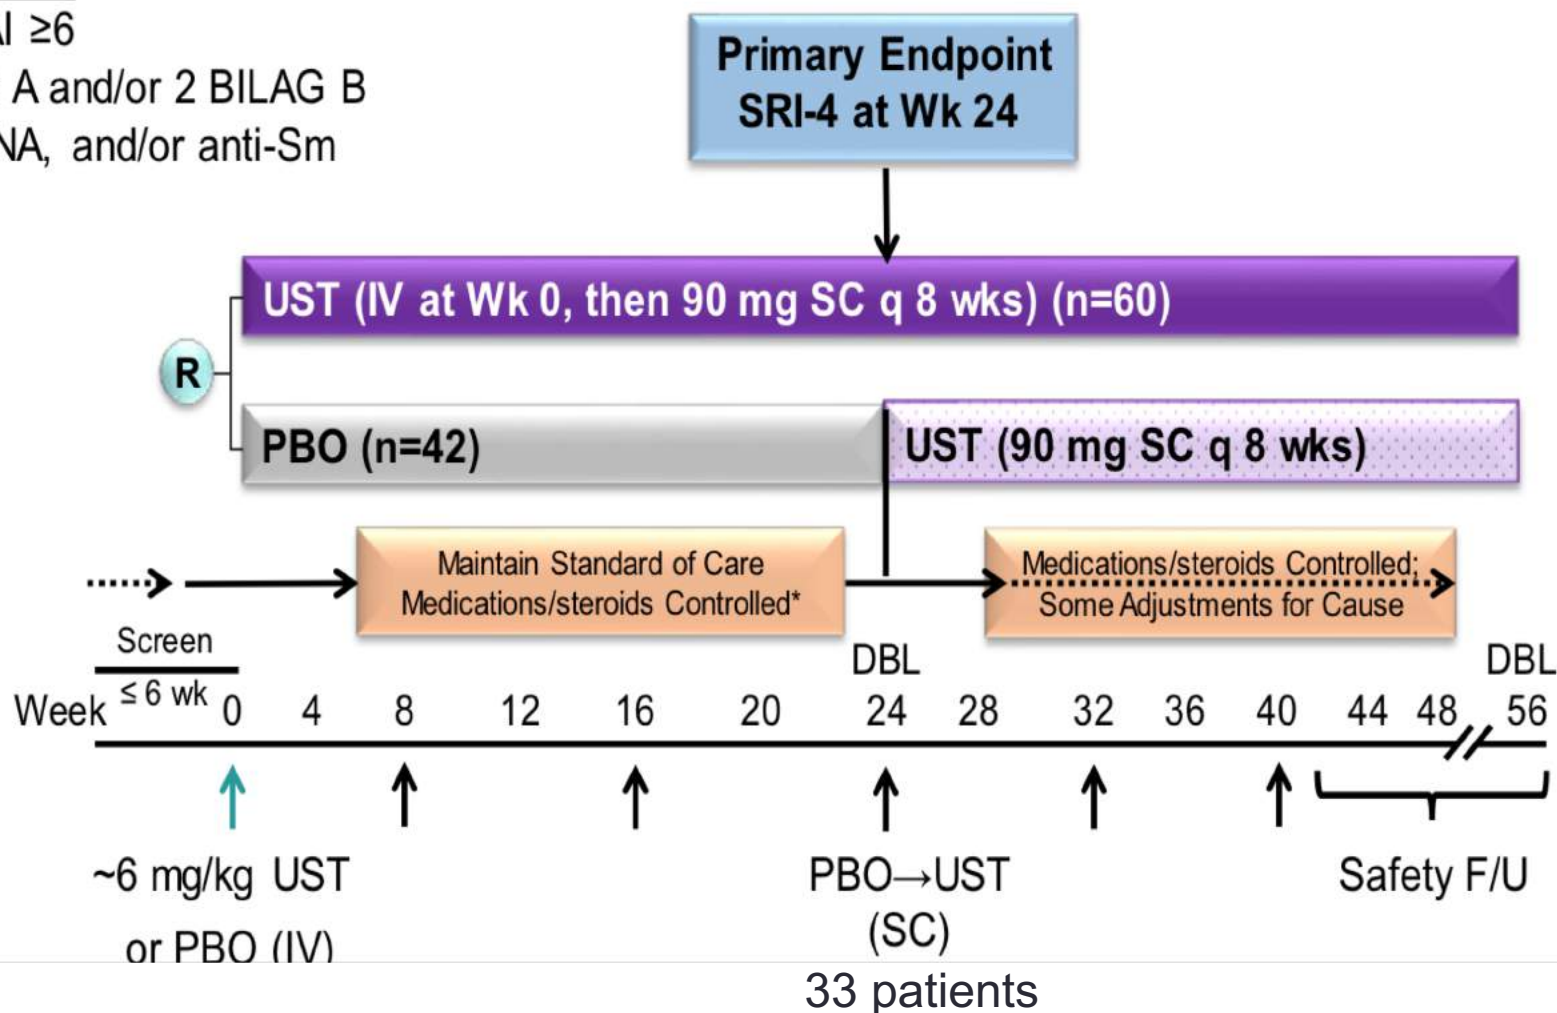 ≥6
A and/or 2 BILAG B
and/or anti-Sm
Primary Endpoint
SRI-4 at Wk 24
UST (IV at Wk 0, then 90 mg SC q 8 wks) (n=60)
R
PBO (n=42)
UST (90 mg SC q 8 wks)
Maintain Standard of Care
Medications/steroids Controlled*
Medications/steroids Controlled;
Some Adjustments for Cause
Screen
≤ 6 wk
DBL
DBL
Week 0 4 8 12 16 20 24 28 32 36 40 44 48 56
~6 mg/kg UST
or PBO (IV)
PBO→UST
(SC)
Safety F/U
33 patients